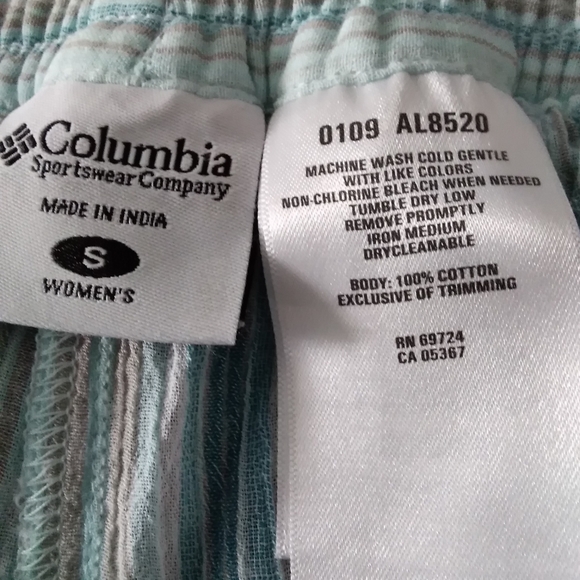 Columbia
Sportswear Company
MADE IN INDIA
S
WOMEN'S
0109 AL8520
MACHINE WASH COLD GENTLE
WITH LIKE COLORS
NON-CHLORINE BLEACH WHEN NEEDED
TUMBLE DRY LOW
REMOVE PROMPTLY
IRON MEDIUM
DRYCLEANABLE
BODY: 100% COTTON
EXCLUSIVE OF TRIMMING
RN 69724
CA 05367